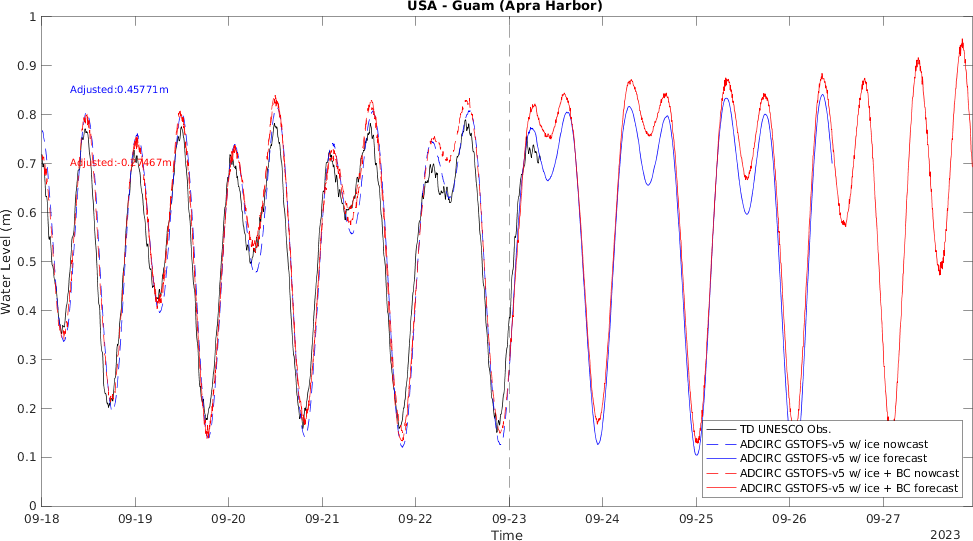 USA - Guam (Apra Harbor)
1
0.9
0.8
0.7
0.6
0.5
0.4
0.3
0.2
0.1
0
Water Level (m)
Adjusted:0.45771m
TD UNESCO Obs.
ADCIRC GSTOFS-v5 w/ ice nowcast
ADCIRC GSTOFS-v5 w/ ice forecast
ADCIRC GSTOFS-v5 w/ ice + BC nowcast
ADCIRC GSTOFS-v5 w/ ice + BC forecast
09-18 09-19 09-20 09-21 09-22 09-23 09-24 09-25 09-26 09-27
Time
2023